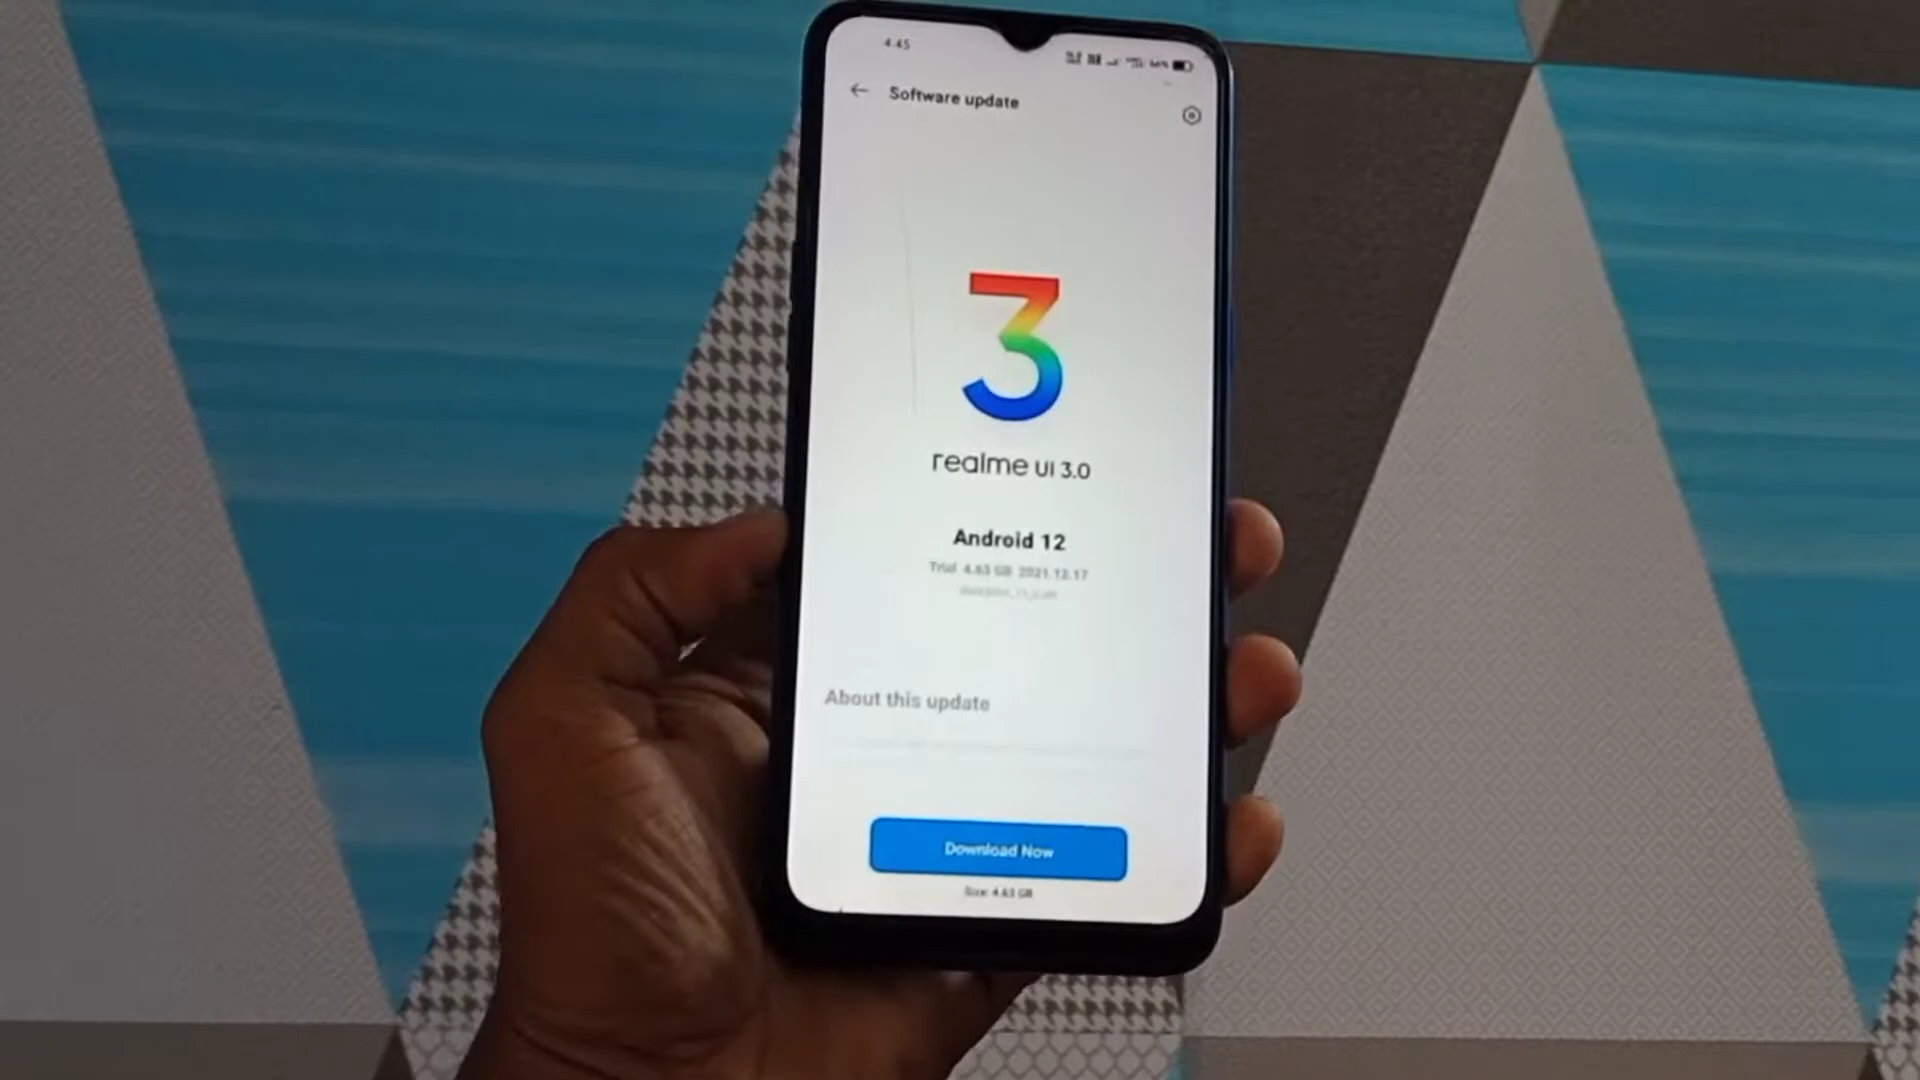 4.45
Software update
3
realme UI 3.0
Android 12
Trial 4.63 GB 2021.12.17
About this update
Download Now
Size: 4.63 GB